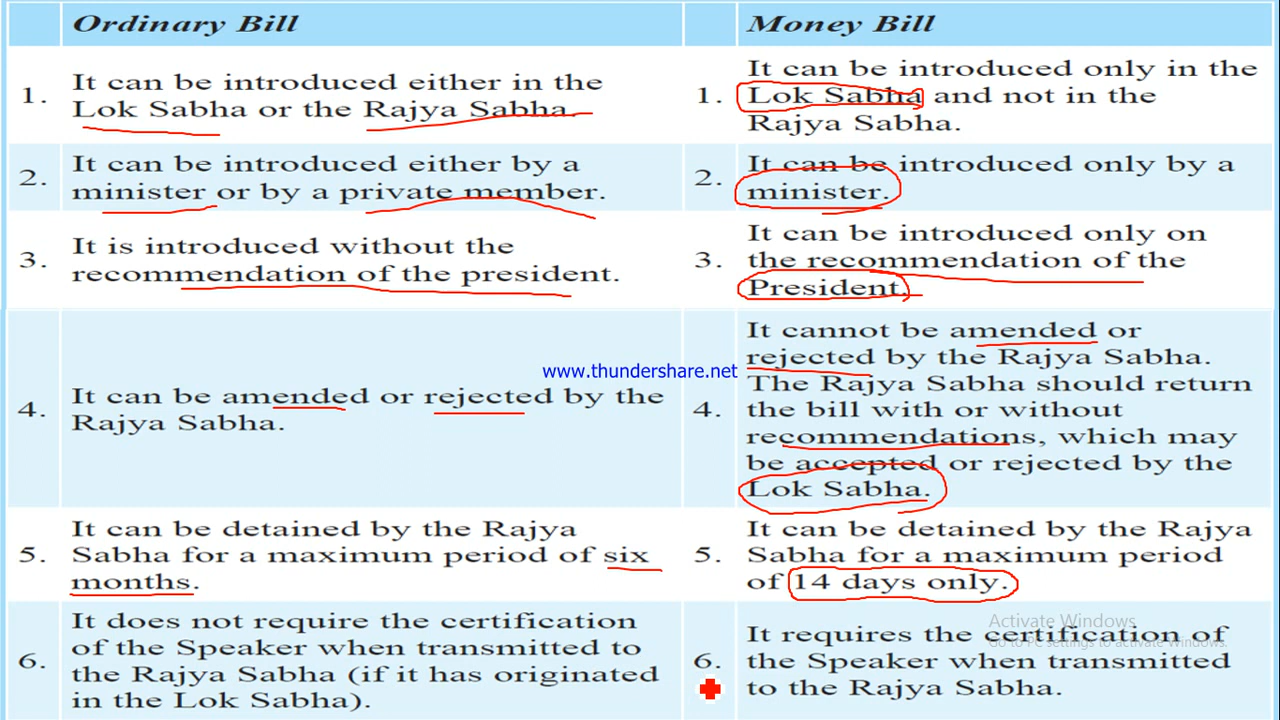 Ordinary Bill
Money Bill
1.
It can be introduced either in the
Lok Sabha or the Rajya Sabha.
1.
It can be introduced only in the
Lok Sabha and not in the
Rajya Sabha.
2.
It can be introduced either by a
minister or by a private member.
2.
It can be introduced only by a
minister.
3.
It is introduced without the
recommendation of the president.
3.
It can be introduced only on
the recommendation of the
President.
4.
It can be amended or rejected by the
Rajya Sabha.
4.
It cannot be amended or
rejected by the Rajya Sabha.
The Rajya Sabha should return
the bill with or without
recommendations, which may
be accepted or rejected by the
Lok Sabha.
www.thundershare.net
5.
It can be detained by the Rajya
Sabha for a maximum period of six
months.
5.
It can be detained by the Rajya
Sabha for a maximum period
of 14 days only.
6.
It does not require the certification
of the Speaker when transmitted to
the Rajya Sabha (if it has originated
in the Lok Sabha).
6.
It requires the certification of
the Speaker when transmitted
to the Rajya Sabha.
Activate Windows
Go to PC settings to activate Windows.